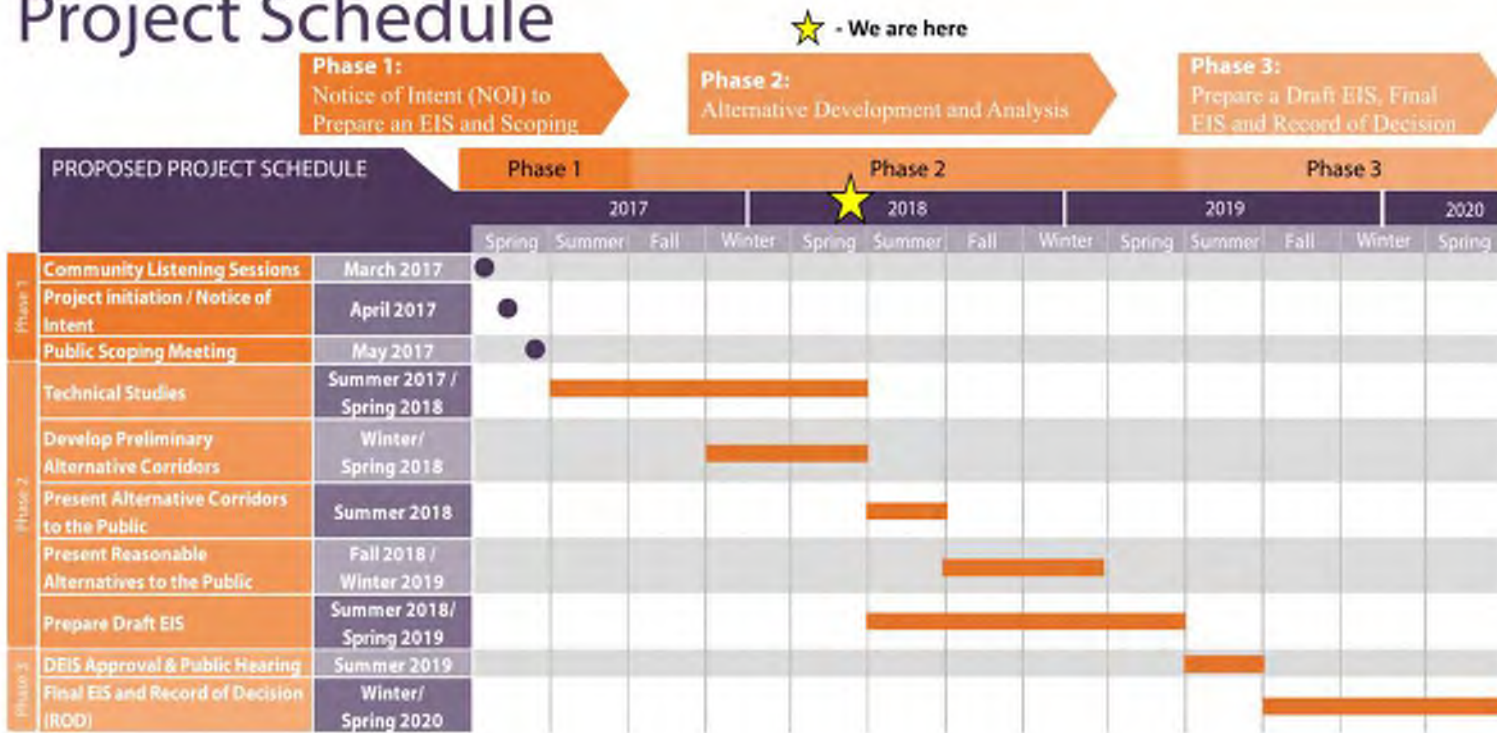 Project Schedule
- We are here
Phase 1:
Notice of Intent (NOI) to
Prepare an EIS and Scoping
Phase 2:
Alternative Development and Analysis
Phase 3:
Prepare a Draft EIS, Final
EIS and Record of Decision
PROPOSED PROJECT SCHEDULE
Phase 1
Phase 2
Phase 3
2017
2018
2019
2020
Spring Summer Fall Winter Spring Summer Fall Winter Spring Summer Fall Winter Spring
Phase 1
Community Listening Sessions
March 2017
Project initiation / Notice of
Intent
April 2017
Public Scoping Meeting
May 2017
Phase 2
Technical Studies
Summer 2017 /
Spring 2018
Develop Preliminary
Alternative Corridors
Winter/
Spring 2018
Present Alternative Corridors
to the Public
Summer 2018
Present Reasonable
Alternatives to the Public
Fall 2018 /
Winter 2019
Prepare Draft EIS
Summer 2018/
Spring 2019
Phase 3
DEIS Approval & Public Hearing
Summer 2019
Final EIS and Record of Decision
(ROD)
Winter/
Spring 2020